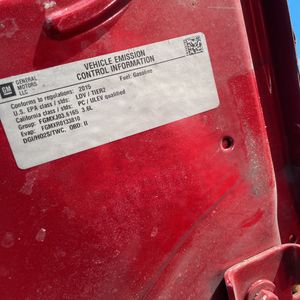 GM
GENERAL
MOTORS
LLC
VEHICLE EMISSION
CONTROL INFORMATION
Fuel: Gasoline
Conforms to regulations: 2015
U.S. EPA class / stds: LDV / TIER2
California class / stds: PC / ULEV qualified
Group: FGMXJ03.6165 3.6L
Evap: FGMXR0133810
DGI/HO2S/TWC, OBD: II